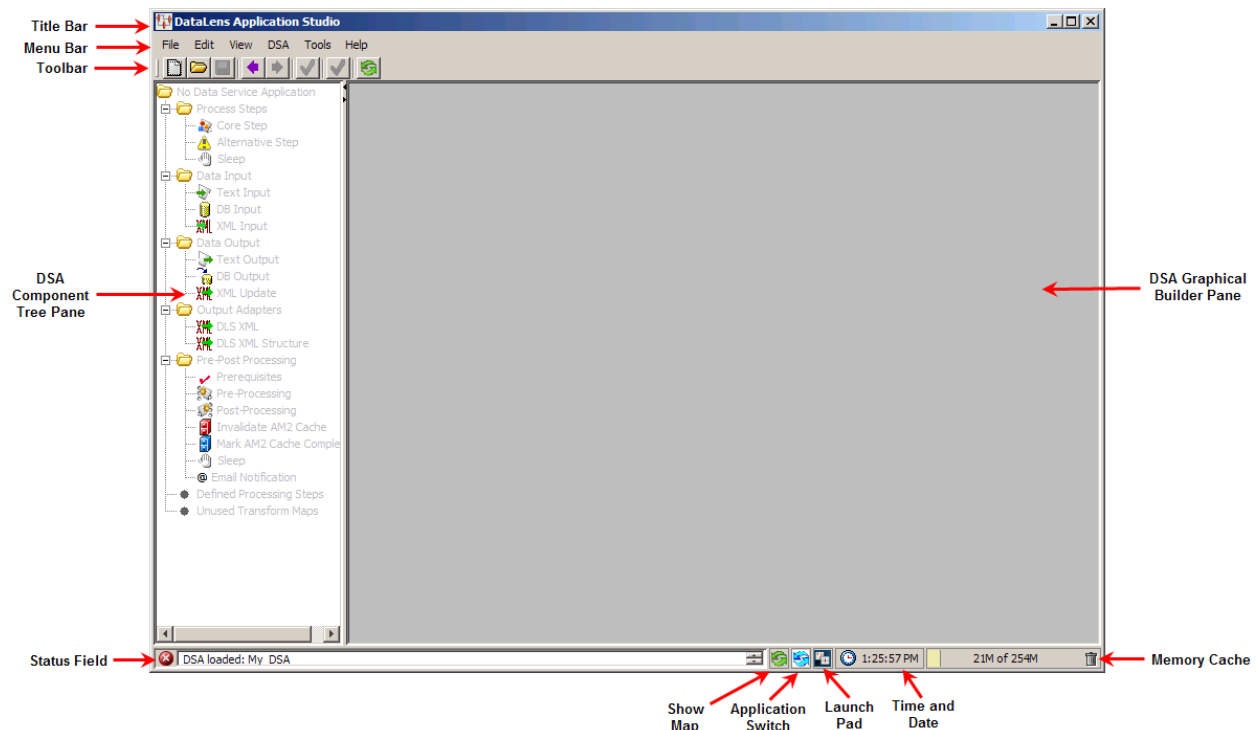 DataLens Application Studio
Title Bar
Menu Bar
File Edit View DSA Tools Help
Toolbar
No Data Service Application
Process Steps
Core Step
Alternative Step
Sleep
Data Input
Text Input
DB Input
XML Input
Data Output
Text Output
DB Output
XML Update
Output Adapters
DLS XML
DLS XML Structure
Pre-Post Processing
Prerequisites
Pre-Processing
Post-Processing
Invalidate AM2 Cache
Mark AM2 Cache Comple
Sleep
@ Email Notification
Defined Processing Steps
Unused Transform Maps
DSA
Component
Tree Pane
DSA Graphical
Builder Pane
Status Field
DSA loaded: My DSA
1:25:57 PM
21M of 254M
Memory Cache
Show
Map
Application
Switch
Launch
Pad
Time and
Date